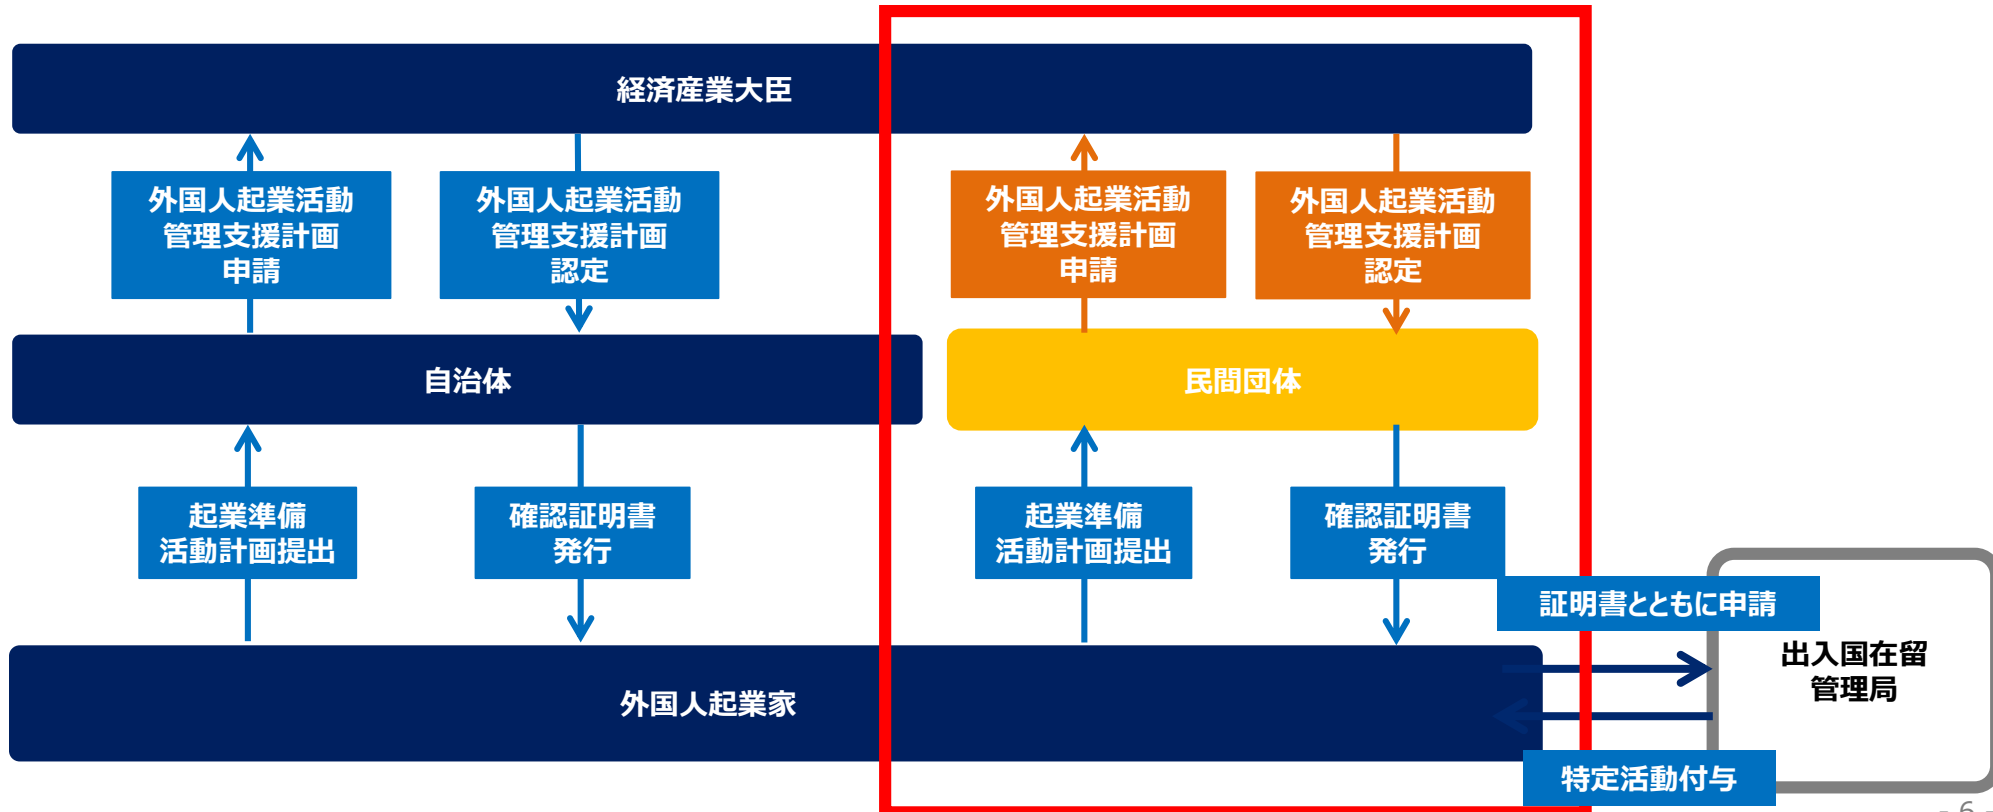 経済産業大臣
外国人起業活動
管理支援計画
申請
外国人起業活動
管理支援計画
認定
外国人起業活動
管理支援計画
申請
外国人起業活動
管理支援計画
認定
自治体
民間団体
起業準備
活動計画提出
確認証明書
発行
起業準備
活動計画提出
確認証明書
発行
証明書とともに申請
出入国在留
管理局
外国人起業家
特定活動付与
- 6 -